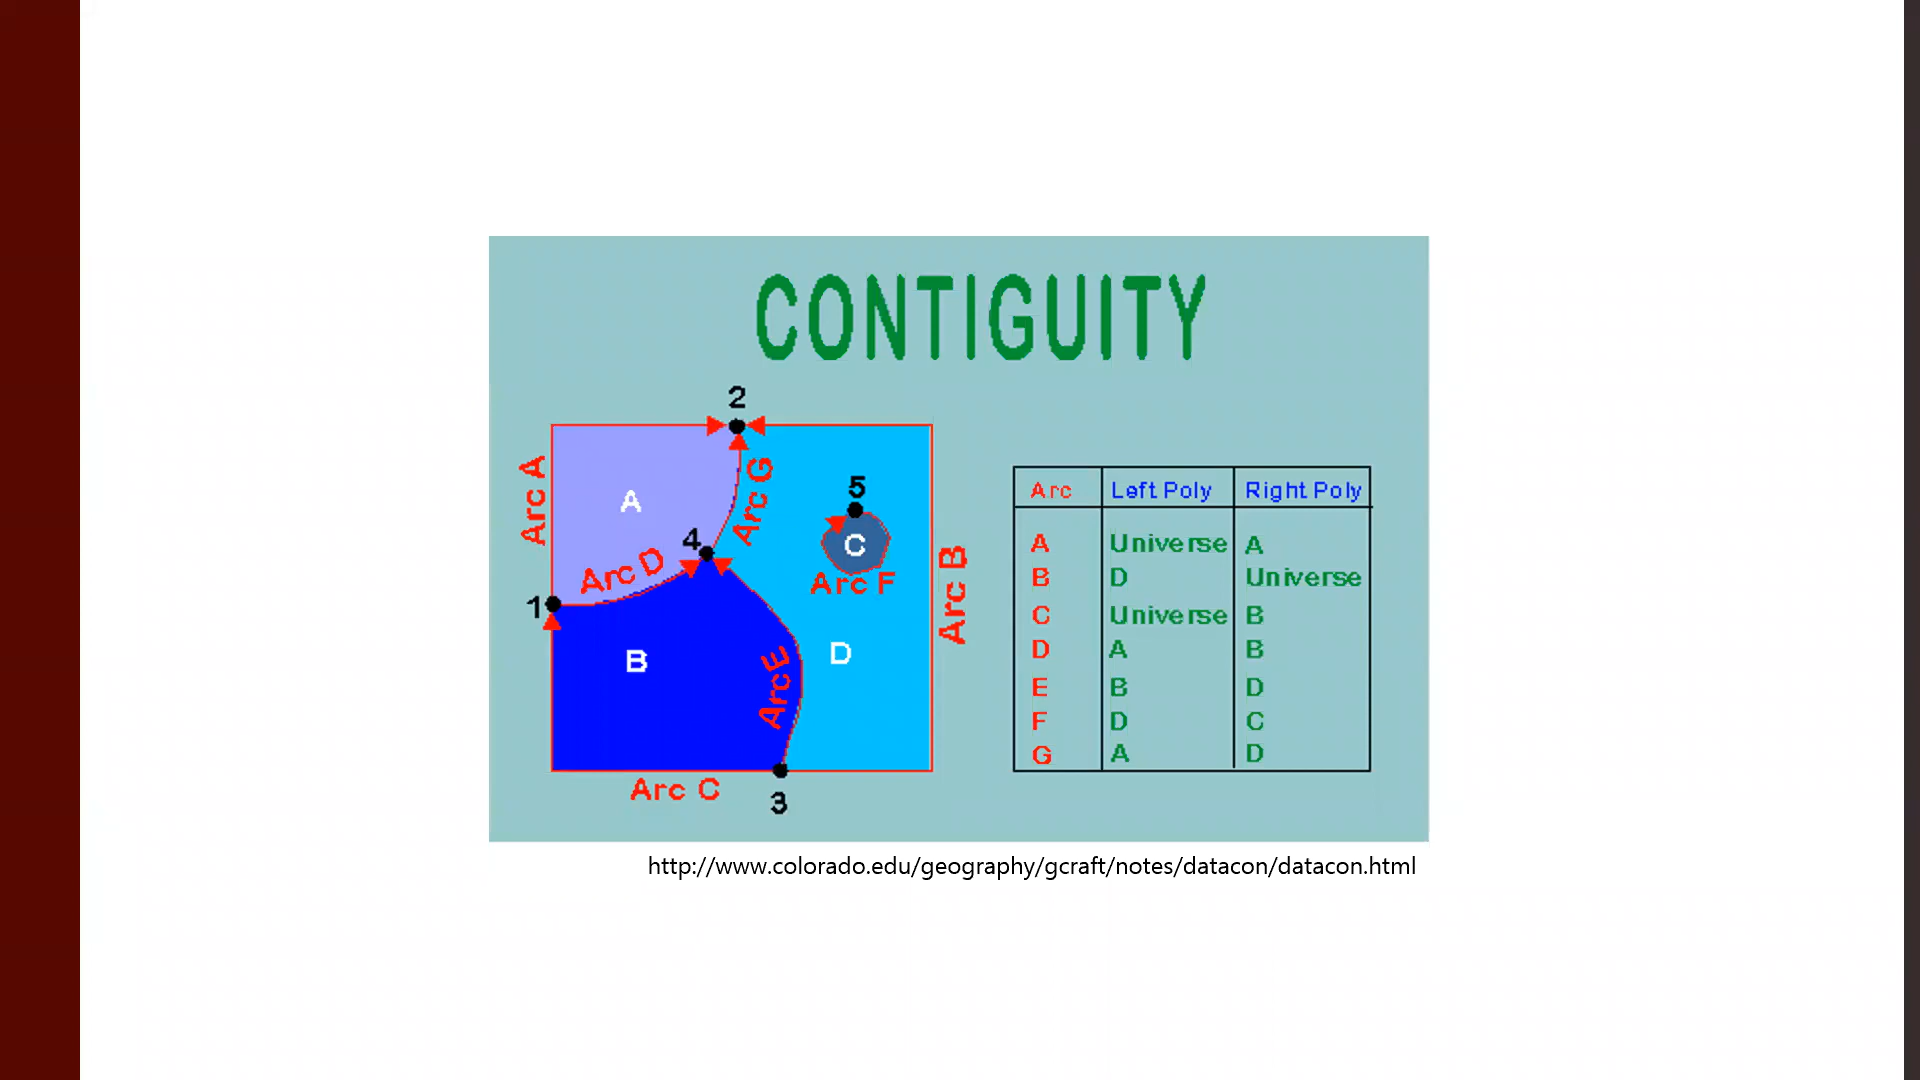 CONTIGUITY
2
Arc A
A
Arc G
5
4
C
Arc D
Arc F
Arc B
1
B
D
Arc E
Arc C
3
Arc Left Poly Right Poly
A Universe A
B D Universe
C Universe B
D A B
E B D
F D C
G A D
http://www.colorado.edu/geography/gcraft/notes/datacon/datacon.html